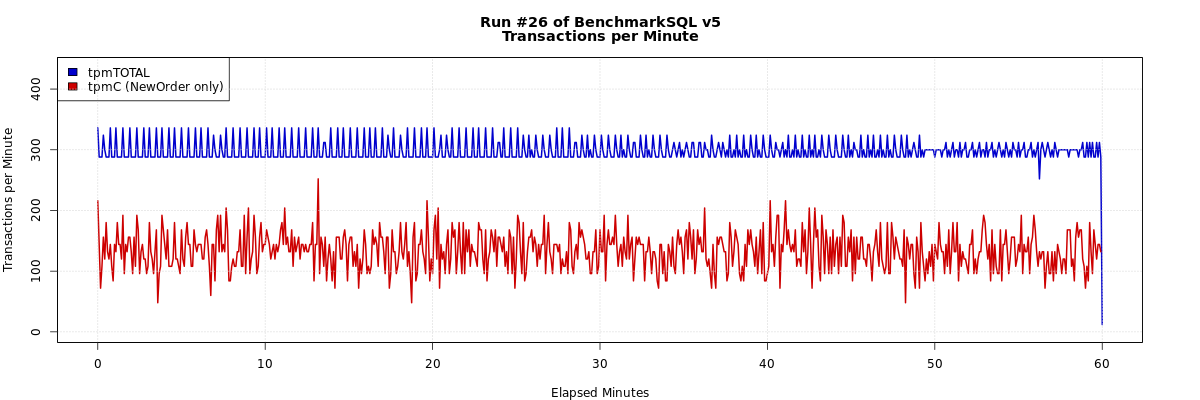 Run #26 of BenchmarkSQL v5
Transactions per Minute
tpmTOTAL
tpmC (NewOrder only)
Transactions per Minute
400
300
200
100
0
0 10 20 30 40 50 60
Elapsed Minutes